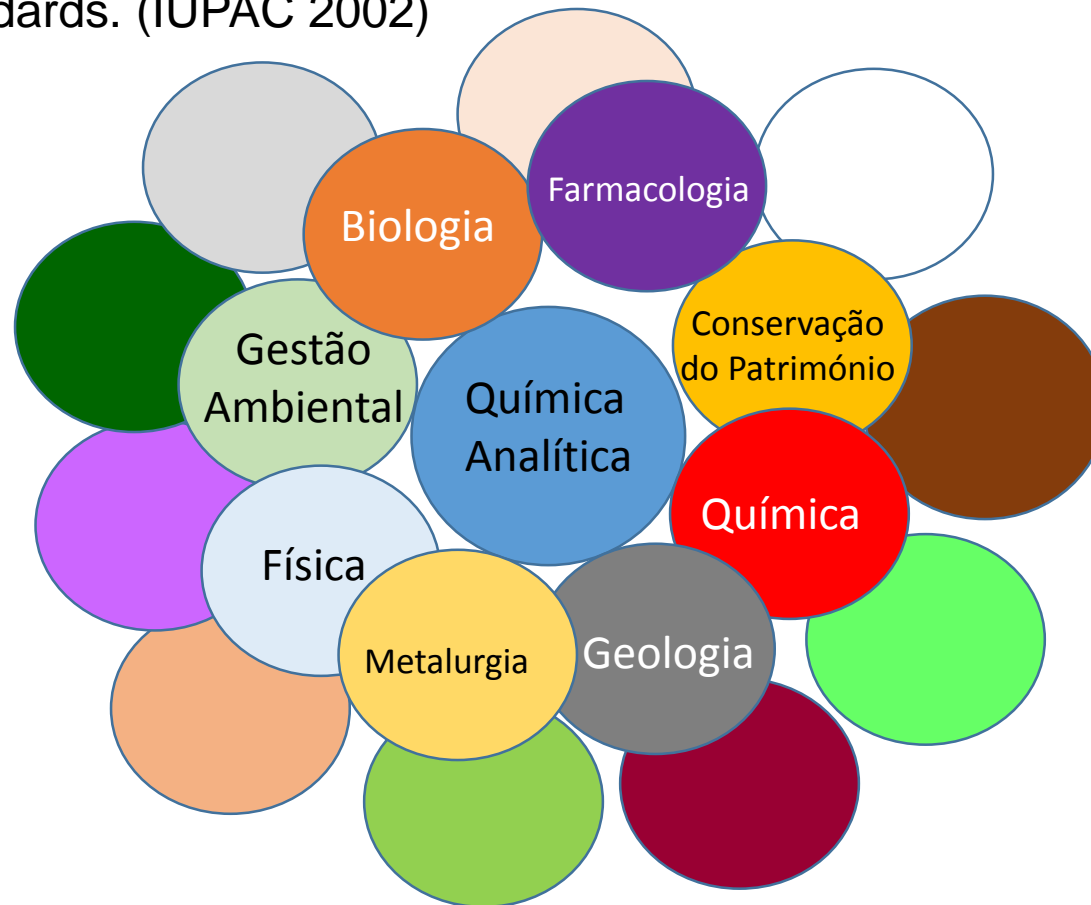 dards. (IUPAC 2002)
Farmacologia
Biologia
Conservação
do Património
Gestão
Ambiental
Química
Analítica
Química
Física
Metalurgia
Geologia